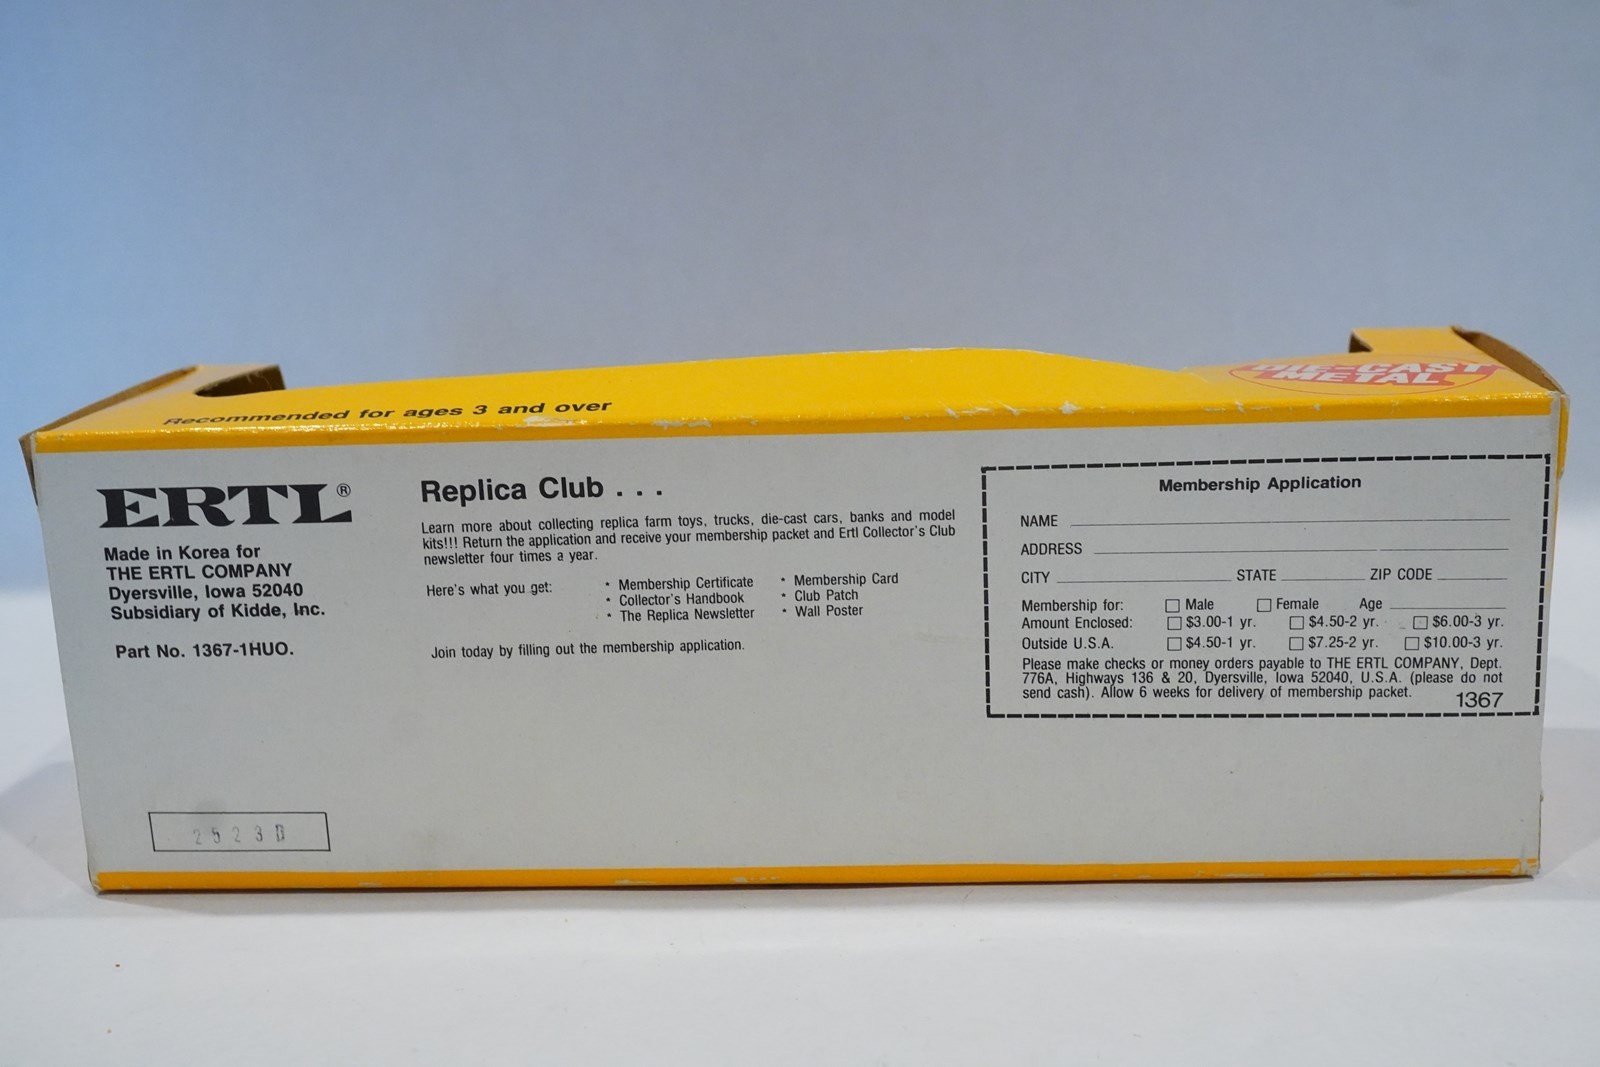 Recommended for ages 3 and over
DIE-CAST
METAL
ERTL®
Made in Korea for
THE ERTL COMPANY
Dyersville, Iowa 52040
Subsidiary of Kidde, Inc.
Part No. 1367-1HUO.
2523B
Replica Club . . .
Learn more about collecting replica farm toys, trucks, die-cast cars, banks and model
kits!!! Return the application and receive your membership packet and Ertl Collector's Club
newsletter four times a year.
Here's what you get:
* Membership Certificate
* Collector's Handbook
* The Replica Newsletter
* Membership Card
* Club Patch
* Wall Poster
Join today by filling out the membership application.
Membership Application
NAME
ADDRESS
CITY STATE ZIP CODE
Membership for: Male Female Age
Amount Enclosed: $3.00-1 yr. $4.50-2 yr. $6.00-3 yr.
Outside U.S.A. $4.50-1 yr. $7.25-2 yr. $10.00-3 yr.
Please make checks or money orders payable to THE ERTL COMPANY, Dept.
776A, Highways 136 & 20, Dyersville, Iowa 52040, U.S.A. (please do not
send cash). Allow 6 weeks for delivery of membership packet.
1367